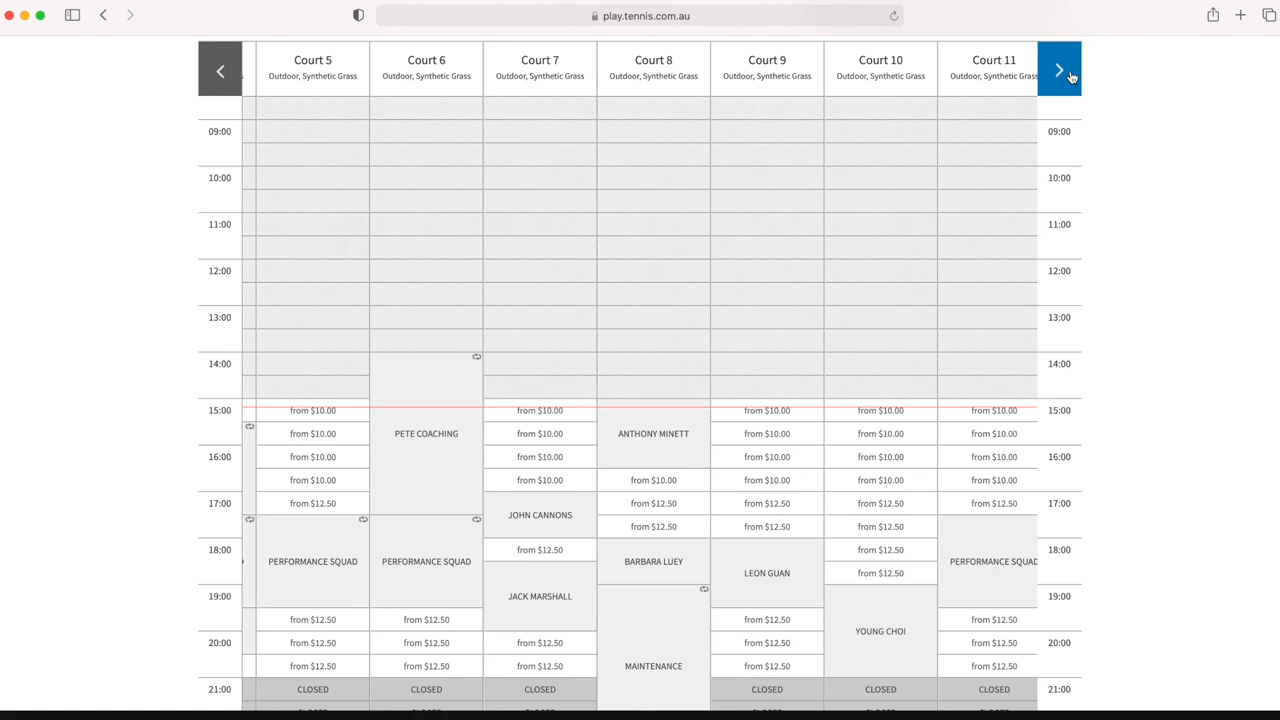 play.tennis.com.au
Court 5 Court 6 Court 7 Court 8 Court 9 Court 10 Court 11
Outdoor, Synthetic Grass Outdoor, Synthetic Grass Outdoor, Synthetic Grass Outdoor, Synthetic Grass Outdoor, Synthetic Grass Outdoor, Synthetic Grass Outdoor, Synthetic Grass
09:00 09:00
10:00 10:00
11:00 11:00
12:00 12:00
13:00 13:00
14:00 14:00
15:00 from $10.00 from $10.00 from $10.00 from $10.00 from $10.00 15:00
from $10.00 PETE COACHING from $10.00 ANTHONY MINETT from $10.00 from $10.00 from $10.00
16:00 from $10.00 from $10.00 from $10.00 from $10.00 from $10.00 16:00
from $10.00 from $10.00 from $10.00 from $10.00 from $10.00 from $10.00
17:00 from $12.50 from $12.50 from $12.50 from $12.50 from $12.50 17:00
JOHN CANNONS
from $12.50 from $12.50 from $12.50
18:00 from $12.50 from $12.50 18:00
PERFORMANCE SQUAD PERFORMANCE SQUAD BARBARA LUEY PERFORMANCE SQUAD
LEON GUAN from $12.50
19:00 JACK MARSHALL 19:00
from $12.50 from $12.50 from $12.50 from $12.50
YOUNG CHOI
20:00 from $12.50 from $12.50 from $12.50 from $12.50 from $12.50 20:00
from $12.50 from $12.50 from $12.50 MAINTENANCE from $12.50 from $12.50
21:00 CLOSED CLOSED CLOSED CLOSED CLOSED CLOSED 21:00